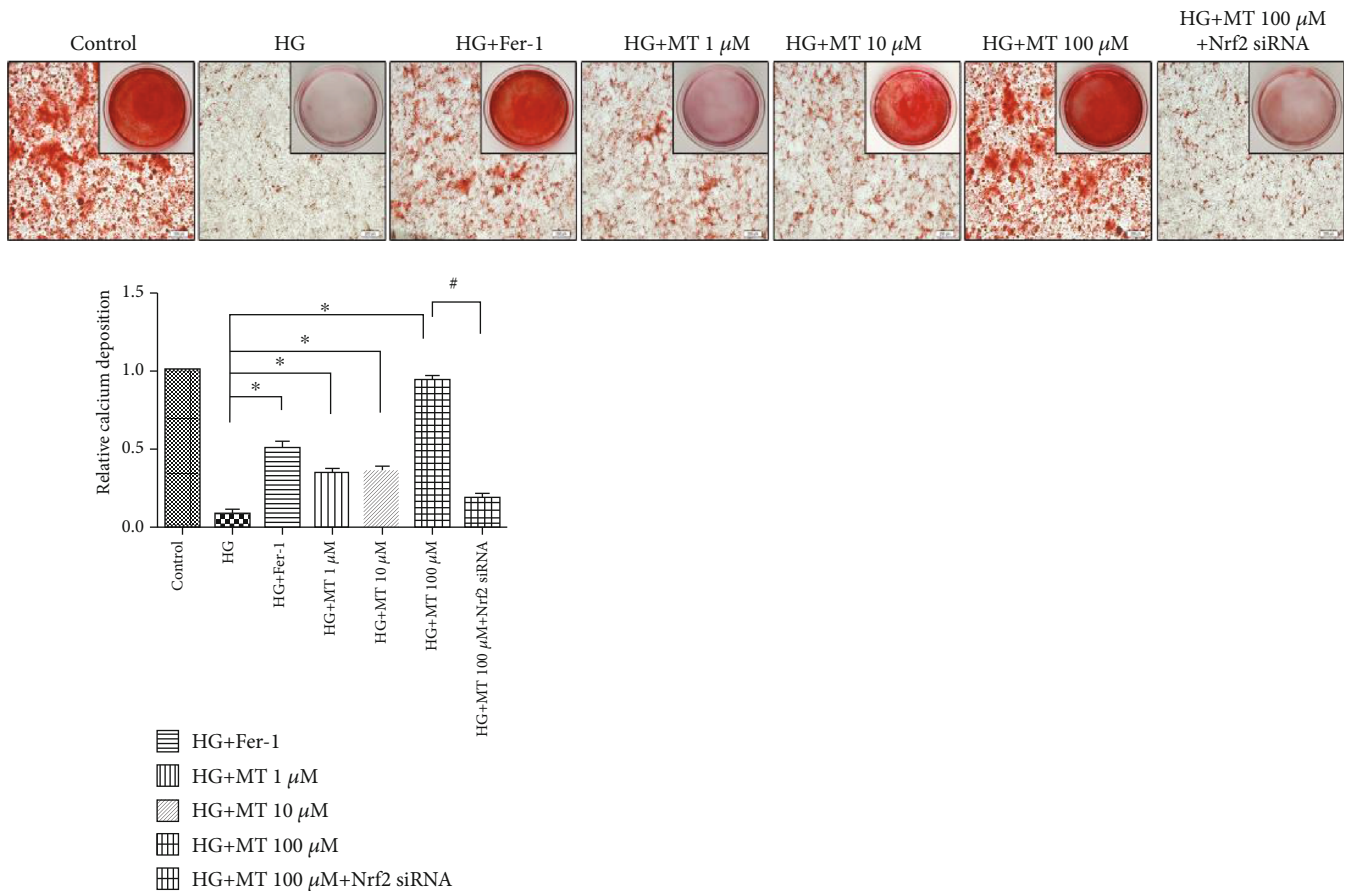 Control
HG
HG+Fer-1
HG+MT 1 μM
HG+MT 10 μM
HG+MT 100 μM
HG+MT 100 μM
+Nrf2 siRNA
Relative calcium deposition
1.5
1.0
0.5
0.0
*
*
*
*
#
Control
HG
HG+Fer-1
HG+MT 1 μM
HG+MT 10 μM
HG+MT 100 μM
HG+MT 100 μM+Nrf2 siRNA
HG+Fer-1
HG+MT 1 μM
HG+MT 10 μM
HG+MT 100 μM
HG+MT 100 μM+Nrf2 siRNA